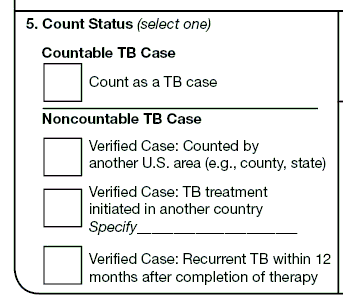 5. Count Status (select one)
Countable TB Case
Count as a TB case
Noncountable TB Case
Verified Case: Counted by
another U.S. area (e.g., county, state)
Verified Case: TB treatment
initiated in another country
Specify______________________
Verified Case: Recurrent TB within 12
months after completion of therapy